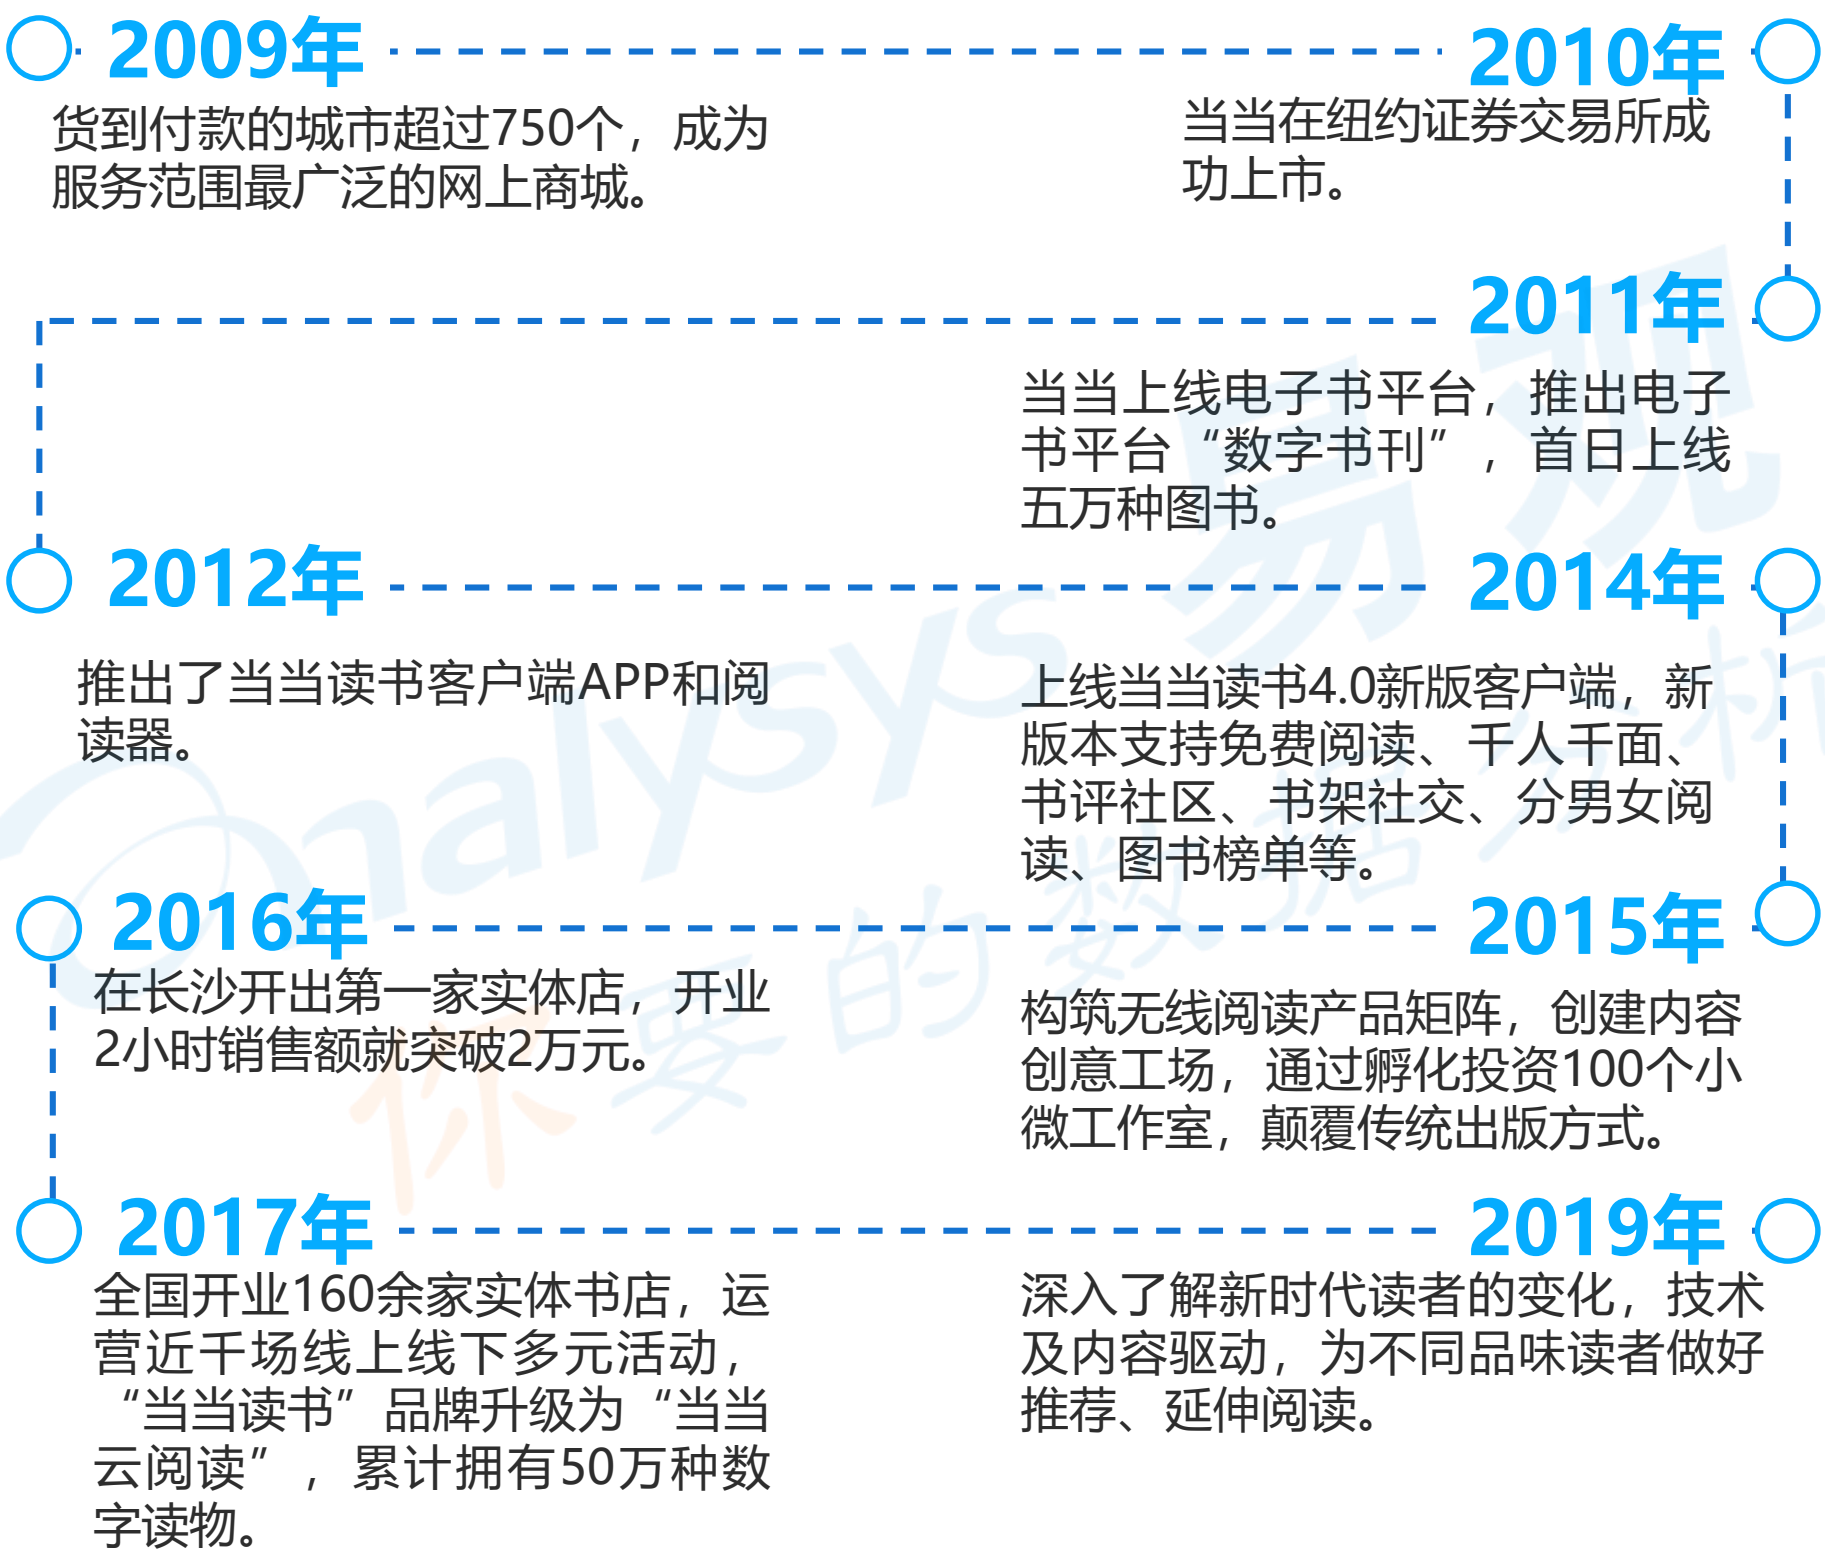 2009年
货到付款的城市超过750个，成为
服务范围最广泛的网上商城。
2010年
当当在纽约证券交易所成
功上市。
2011年
当当上线电子书平台，推出电子
书平台“数字书刊”，首日上线
五万种图书。
2012年
推出了当当读书客户端APP和阅
读器。
2014年
上线当当读书4.0新版客户端，新
版本支持免费阅读、千人千面、
书评社区、书架社交、分男女阅
读、图书榜单等。
2015年
构筑无线阅读产品矩阵，创建内容
创意工场，通过孵化投资100个小
微工作室，颠覆传统出版方式。
2016年
在长沙开出第一家实体店，开业
2小时销售额就突破2万元。
2017年
全国开业160余家实体书店，运
营近千场线上线下多元活动，
“当当读书”品牌升级为“当当
云阅读”，累计拥有50万种数
字读物。
2019年
深入了解新时代读者的变化，技术
及内容驱动，为不同品味读者做好
推荐、延伸阅读。
analysys 易观
你要的数据分析